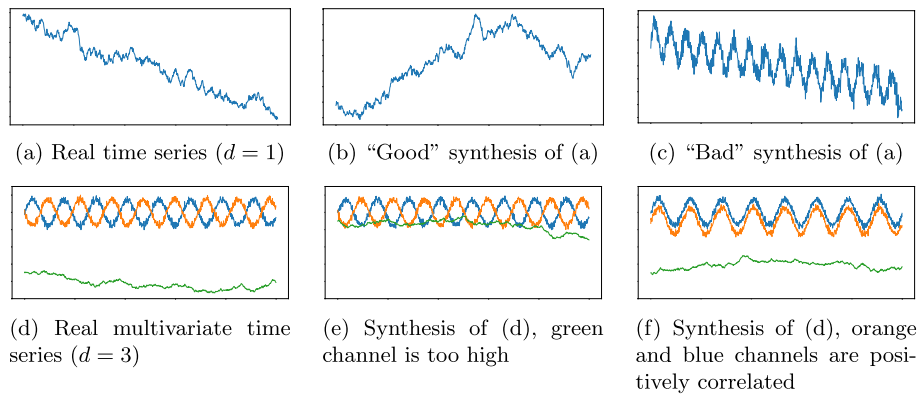 (a) Real time series (d = 1)
(b) “Good” synthesis of (a)
(c) “Bad” synthesis of (a)
(d) Real multivariate time
series (d = 3)
(e) Synthesis of (d), green
channel is too high
(f) Synthesis of (d), orange
and blue channels are posi-
tively correlated